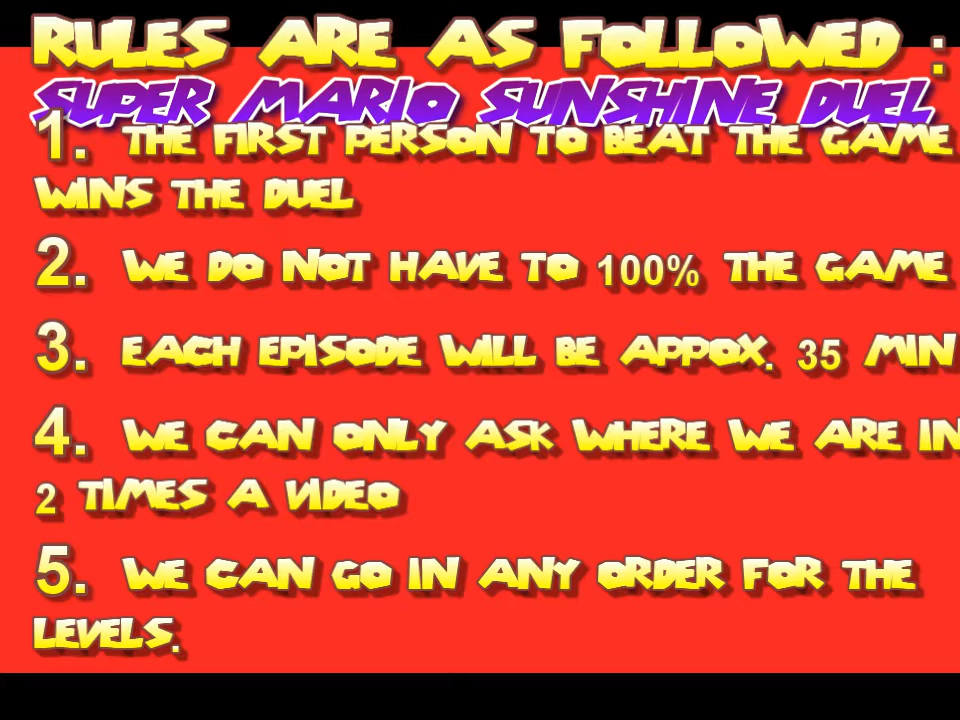 RULES ARE AS FOLLOWED :
SUPER MARIO SUNSHINE DUEL
1. THE FIRST PERSON TO BEAT THE GAME
WINS THE DUEL
2. WE DO NOT HAVE TO 100% THE GAME
3. EACH EPISODE WILL BE APPOX. 35 MIN
4. WE CAN ONLY ASK WHERE WE ARE IN
2 TIMES A VIDEO
5. WE CAN GO IN ANY ORDER FOR THE
LEVELS.